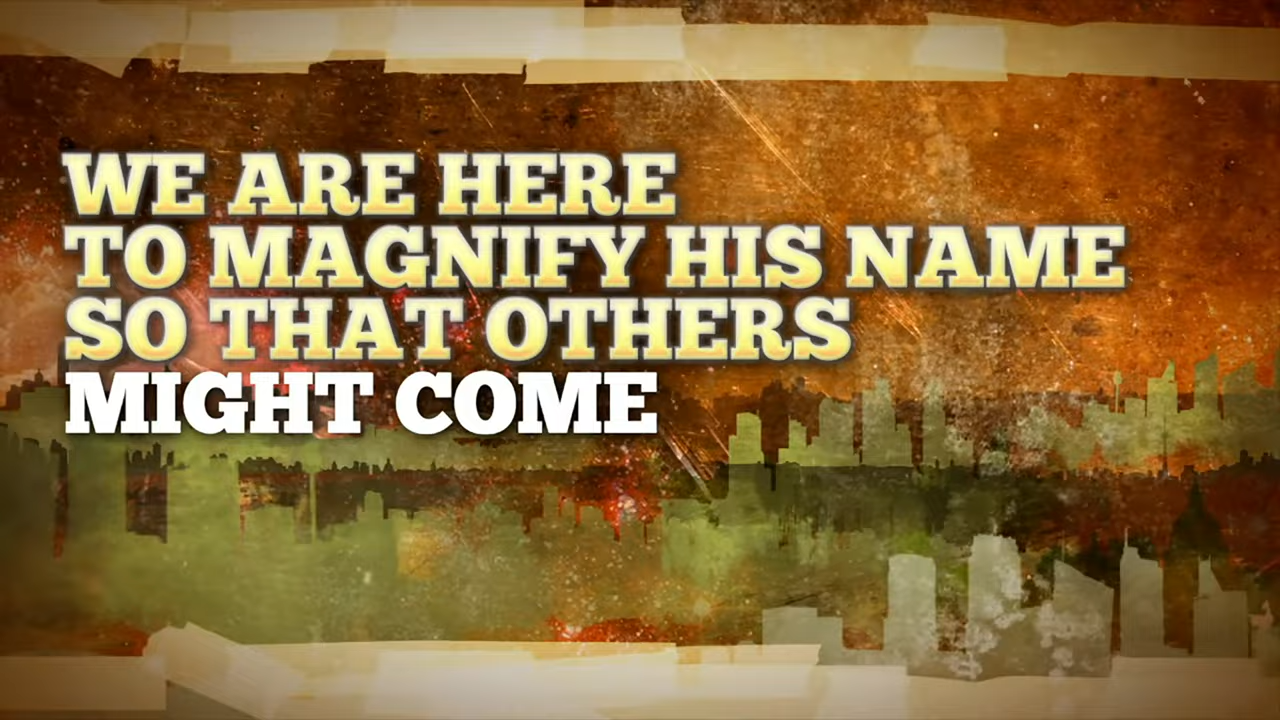 WE ARE HERE
TO MAGNIFY HIS NAME
SO THAT OTHERS
MIGHT COME